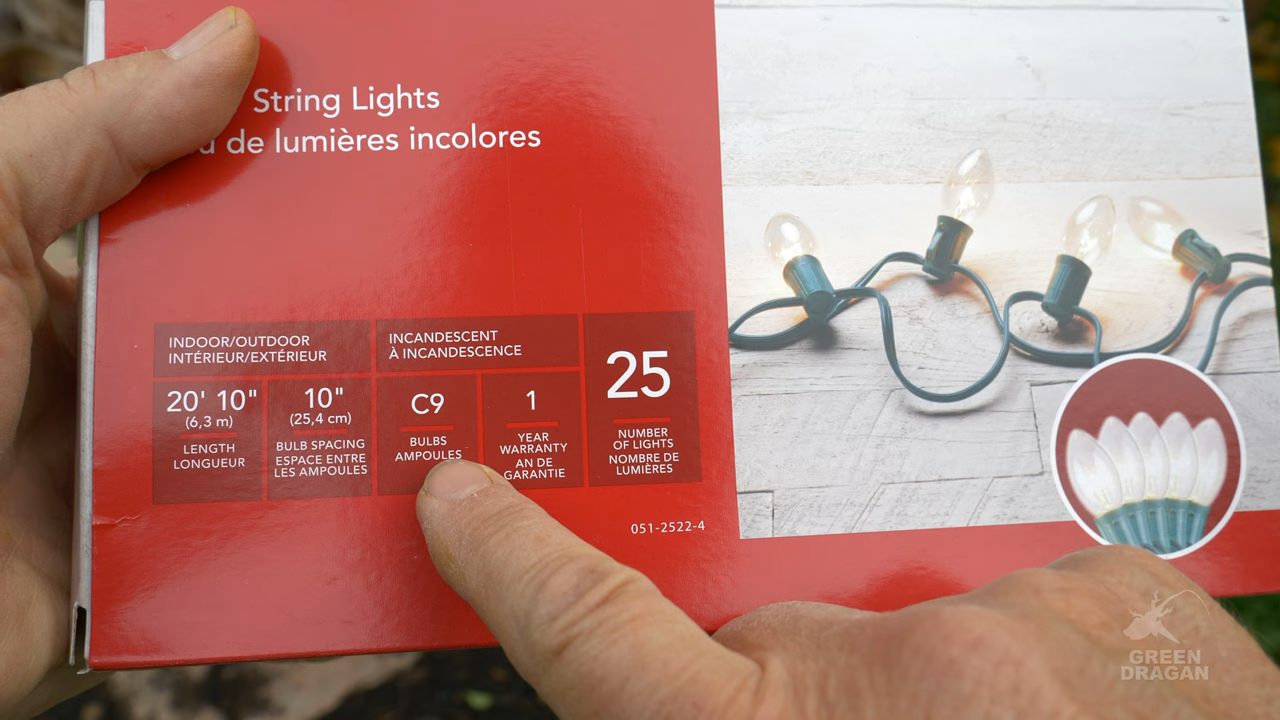 String Lights
de lumières incolores
INDOOR/OUTDOOR
INTÉRIEUR/EXTÉRIEUR
INCANDESCENT
À INCANDESCENCE
25
NUMBER
OF LIGHTS
NOMBRE DE
LUMIÈRES
20' 10"
(6,3 m)
LENGTH
LONGUEUR
10"
(25,4 cm)
BULB SPACING
ESPACE ENTRE
LES AMPOULES
C9
BULBS
AMPOULES
1
YEAR
WARRANTY
AN DE
GARANTIE
051-2522-4
GREEN
DRAGAN